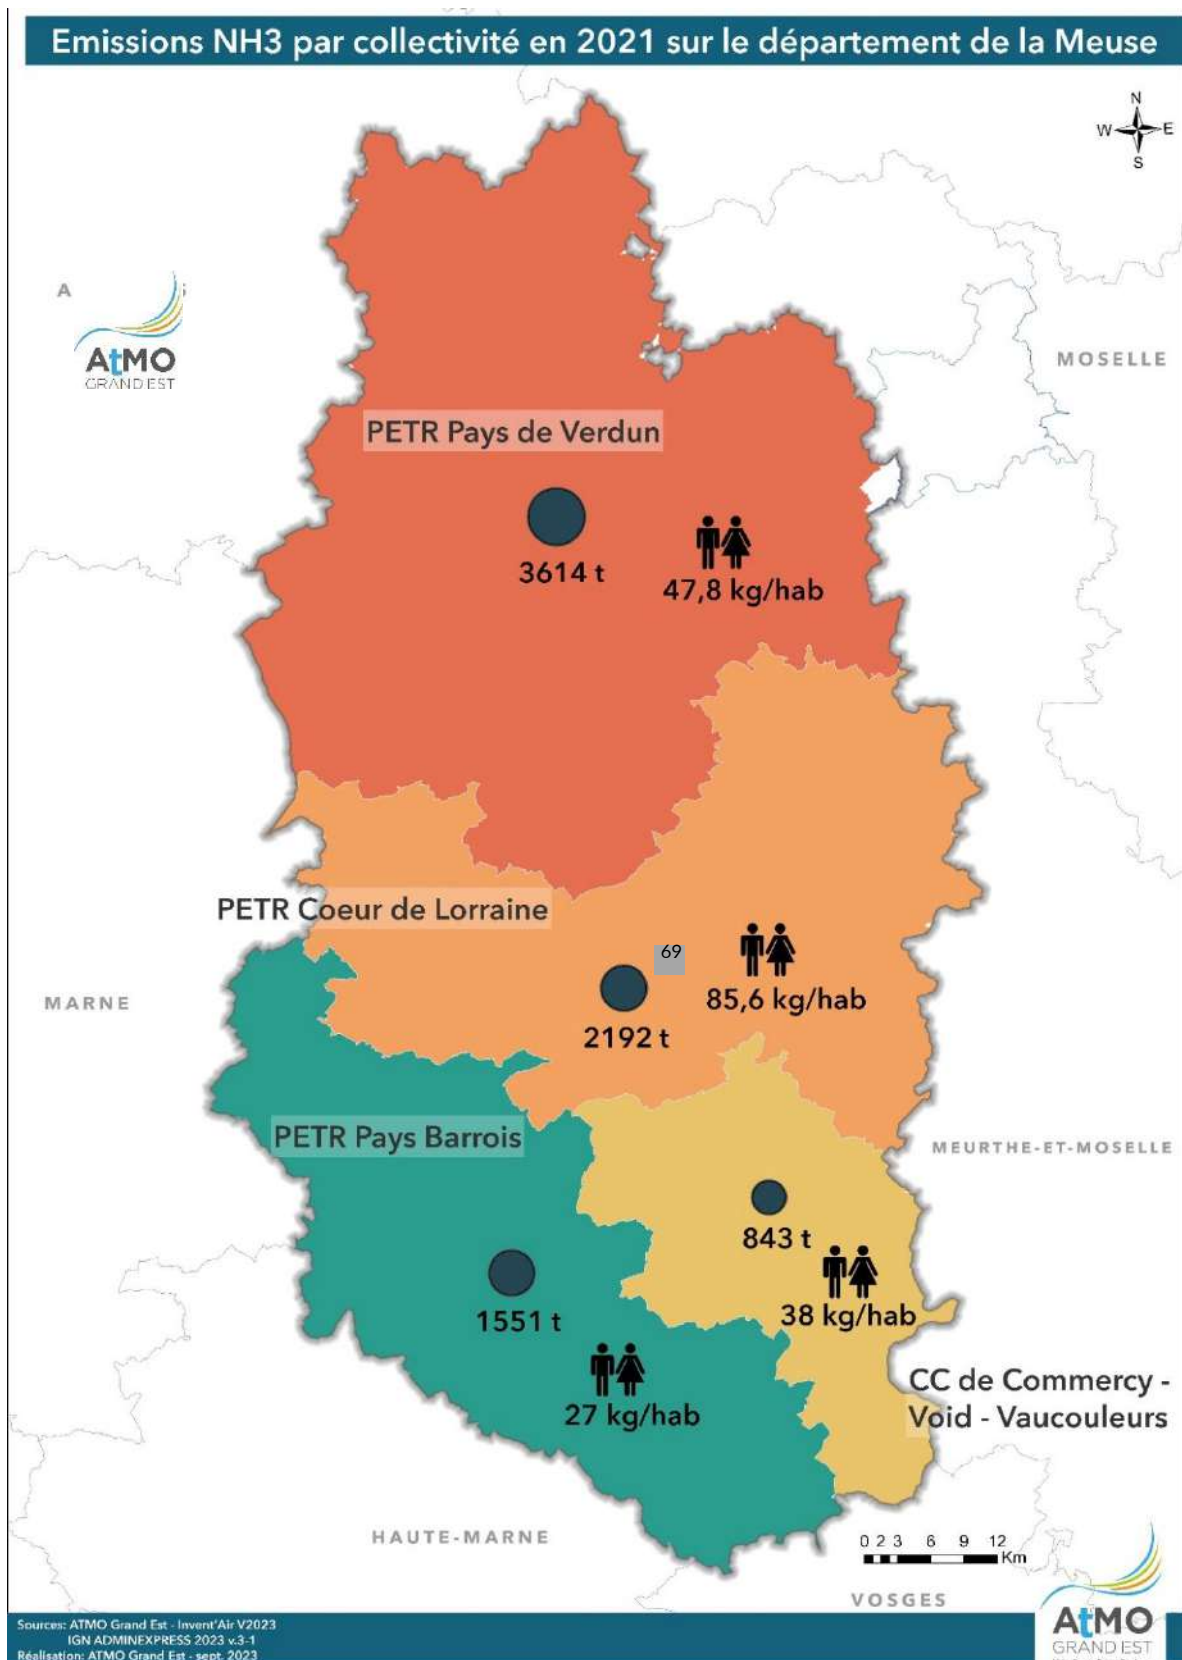 Emissions NH3 par collectivité en 2021 sur le département de la Meuse
N
W E
S
A
AtMO
GRAND EST
MOSELLE
PETR Pays de Verdun
3614 t
47,8 kg/hab
PETR Coeur de Lorraine
69
85,6 kg/hab
2192 t
MARNE
PETR Pays Barrois
MEURTHE-ET-MOSELLE
843 t
38 kg/hab
1551 t
27 kg/hab
CC de Commercy -
Void - Vaucouleurs
HAUTE-MARNE
0 2 3 6 9 12
Km
VOSGES
Sources: ATMO Grand Est - Invent'Air V2023
IGN ADMINEXPRESS 2023 v.3-1
Réalisation: ATMO Grand Est - sept. 2023
AtMO
GRAND EST